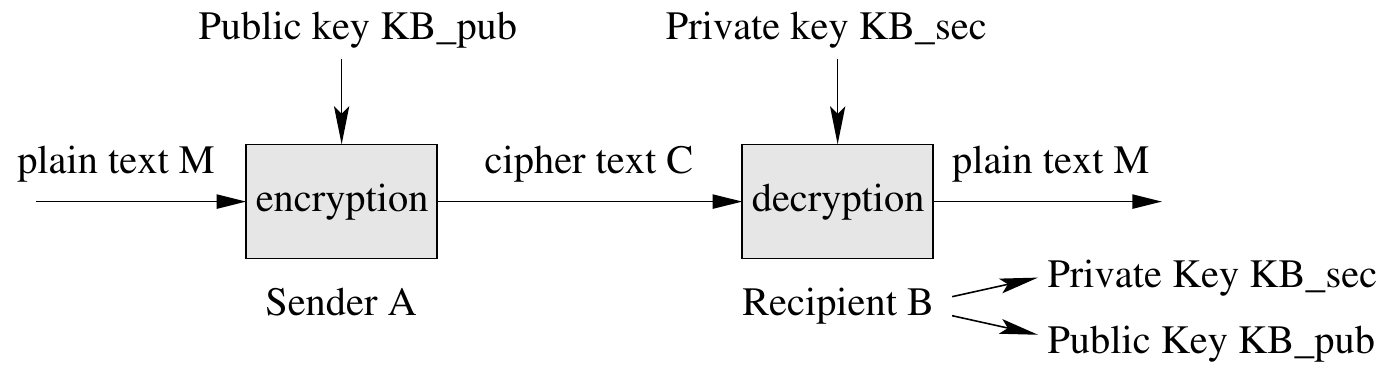 Public key KB_pub
Private key KB_sec
plain text M
cipher text C
plain text M
encryption
decryption
Sender A
Recipient B
Private Key KB_sec
Public Key KB_pub